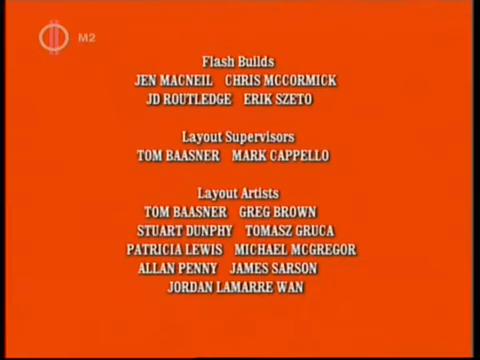 M2
Flash Builds
JEN MACNEIL CHRIS MCCORMICK
JD ROUTLEDGE ERIK SZETO
Layout Supervisors
TOM BAASNER MARK CAPPELLO
Layout Artists
TOM BAASNER GREG BROWN
STUART DUNPHY TOMASZ GRUCA
PATRICIA LEWIS MICHAEL MCGREGOR
ALLAN PENNY JAMES SARSON
JORDAN LAMARRE WAN